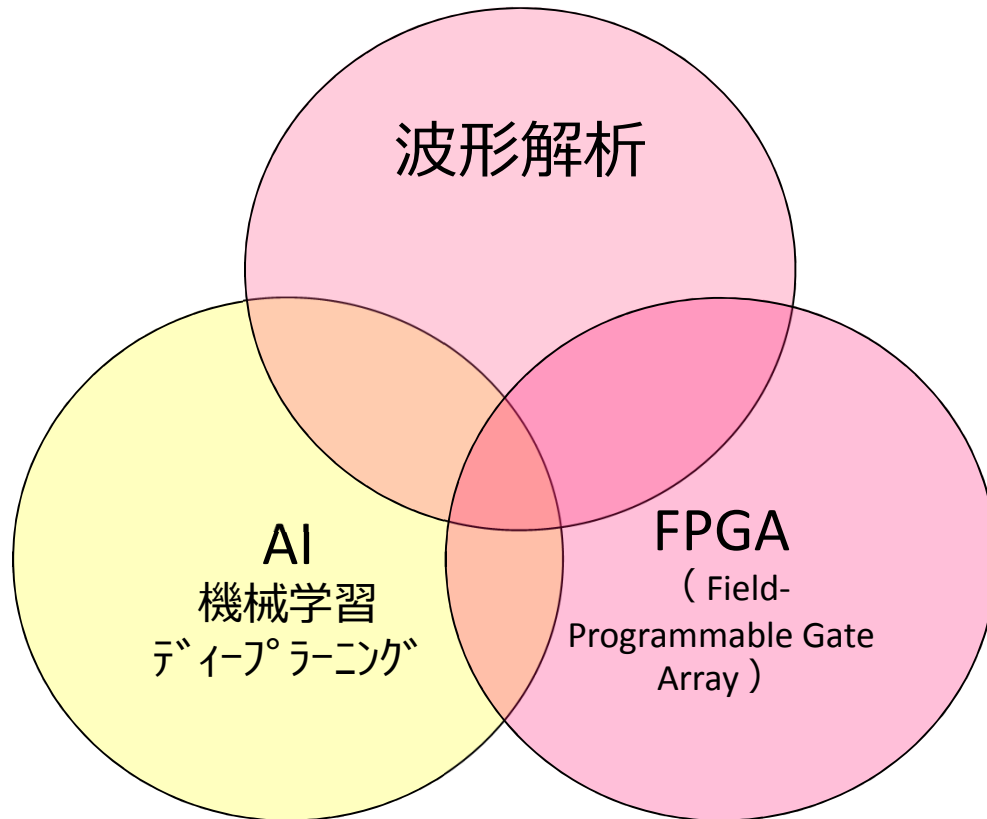 波形解析
AI
機械学習
ディープラーニング
FPGA
( Field-
Programmable Gate
Array )